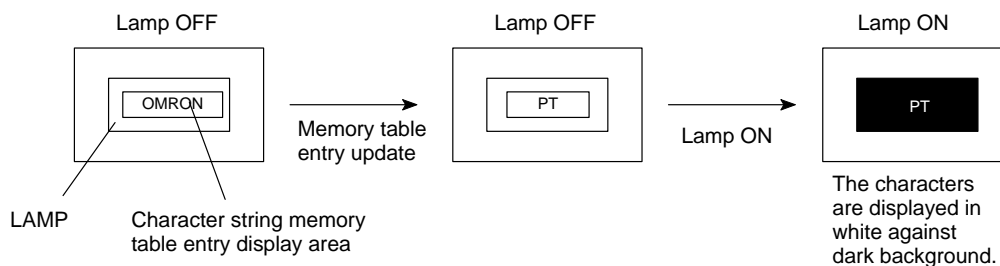 Lamp OFF
Lamp OFF
Lamp ON
OMRON
PT
PT
Memory table
entry update
Lamp ON
LAMP
Character string memory
table entry display area
The characters
are displayed in
white against
dark background.